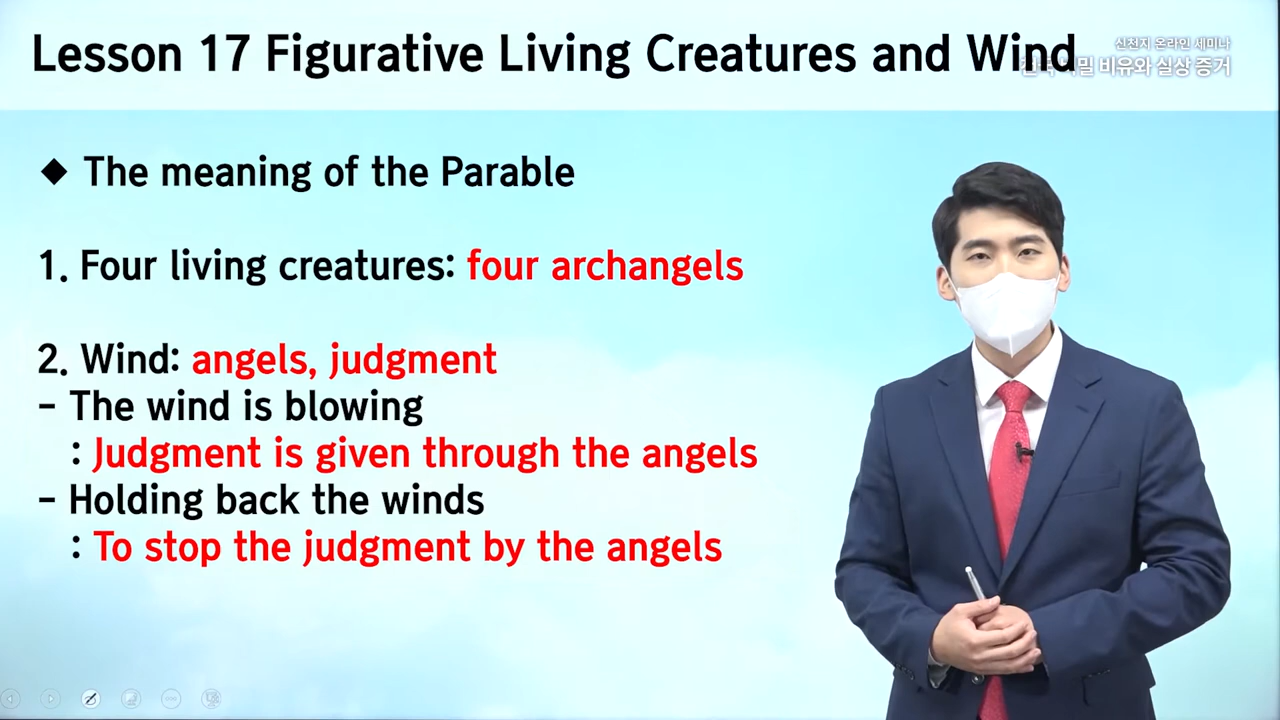 Lesson 17 Figurative Living Creatures and Wind
신천지 온라인 세미나
비유와 실상 증거
◆ The meaning of the Parable
1. Four living creatures: four archangels
2. Wind: angels, judgment
- The wind is blowing
: Judgment is given through the angels
- Holding back the winds
: To stop the judgment by the angels